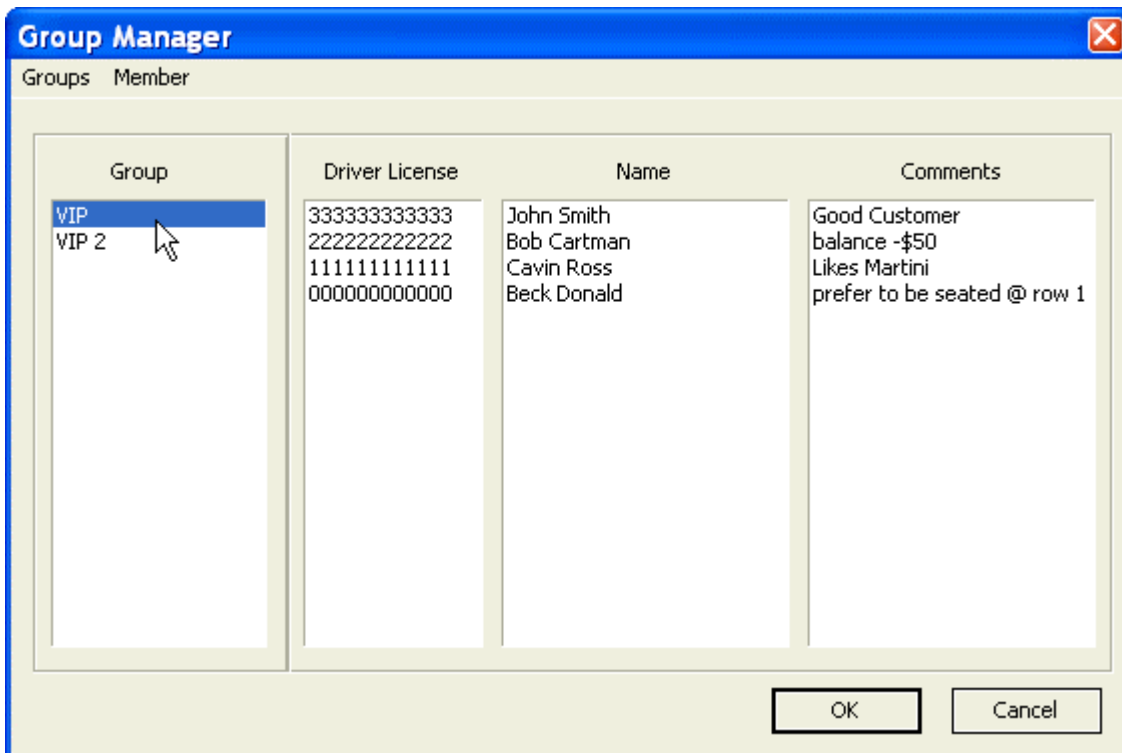 Group Manager
Groups Member
Group Driver License Name Comments
VIP 333333333333 John Smith Good Customer
VIP 2 222222222222 Bob Cartman balance -$50
111111111111 Cavin Ross Likes Martini
000000000000 Beck Donald prefer to be seated @ row 1
OK Cancel